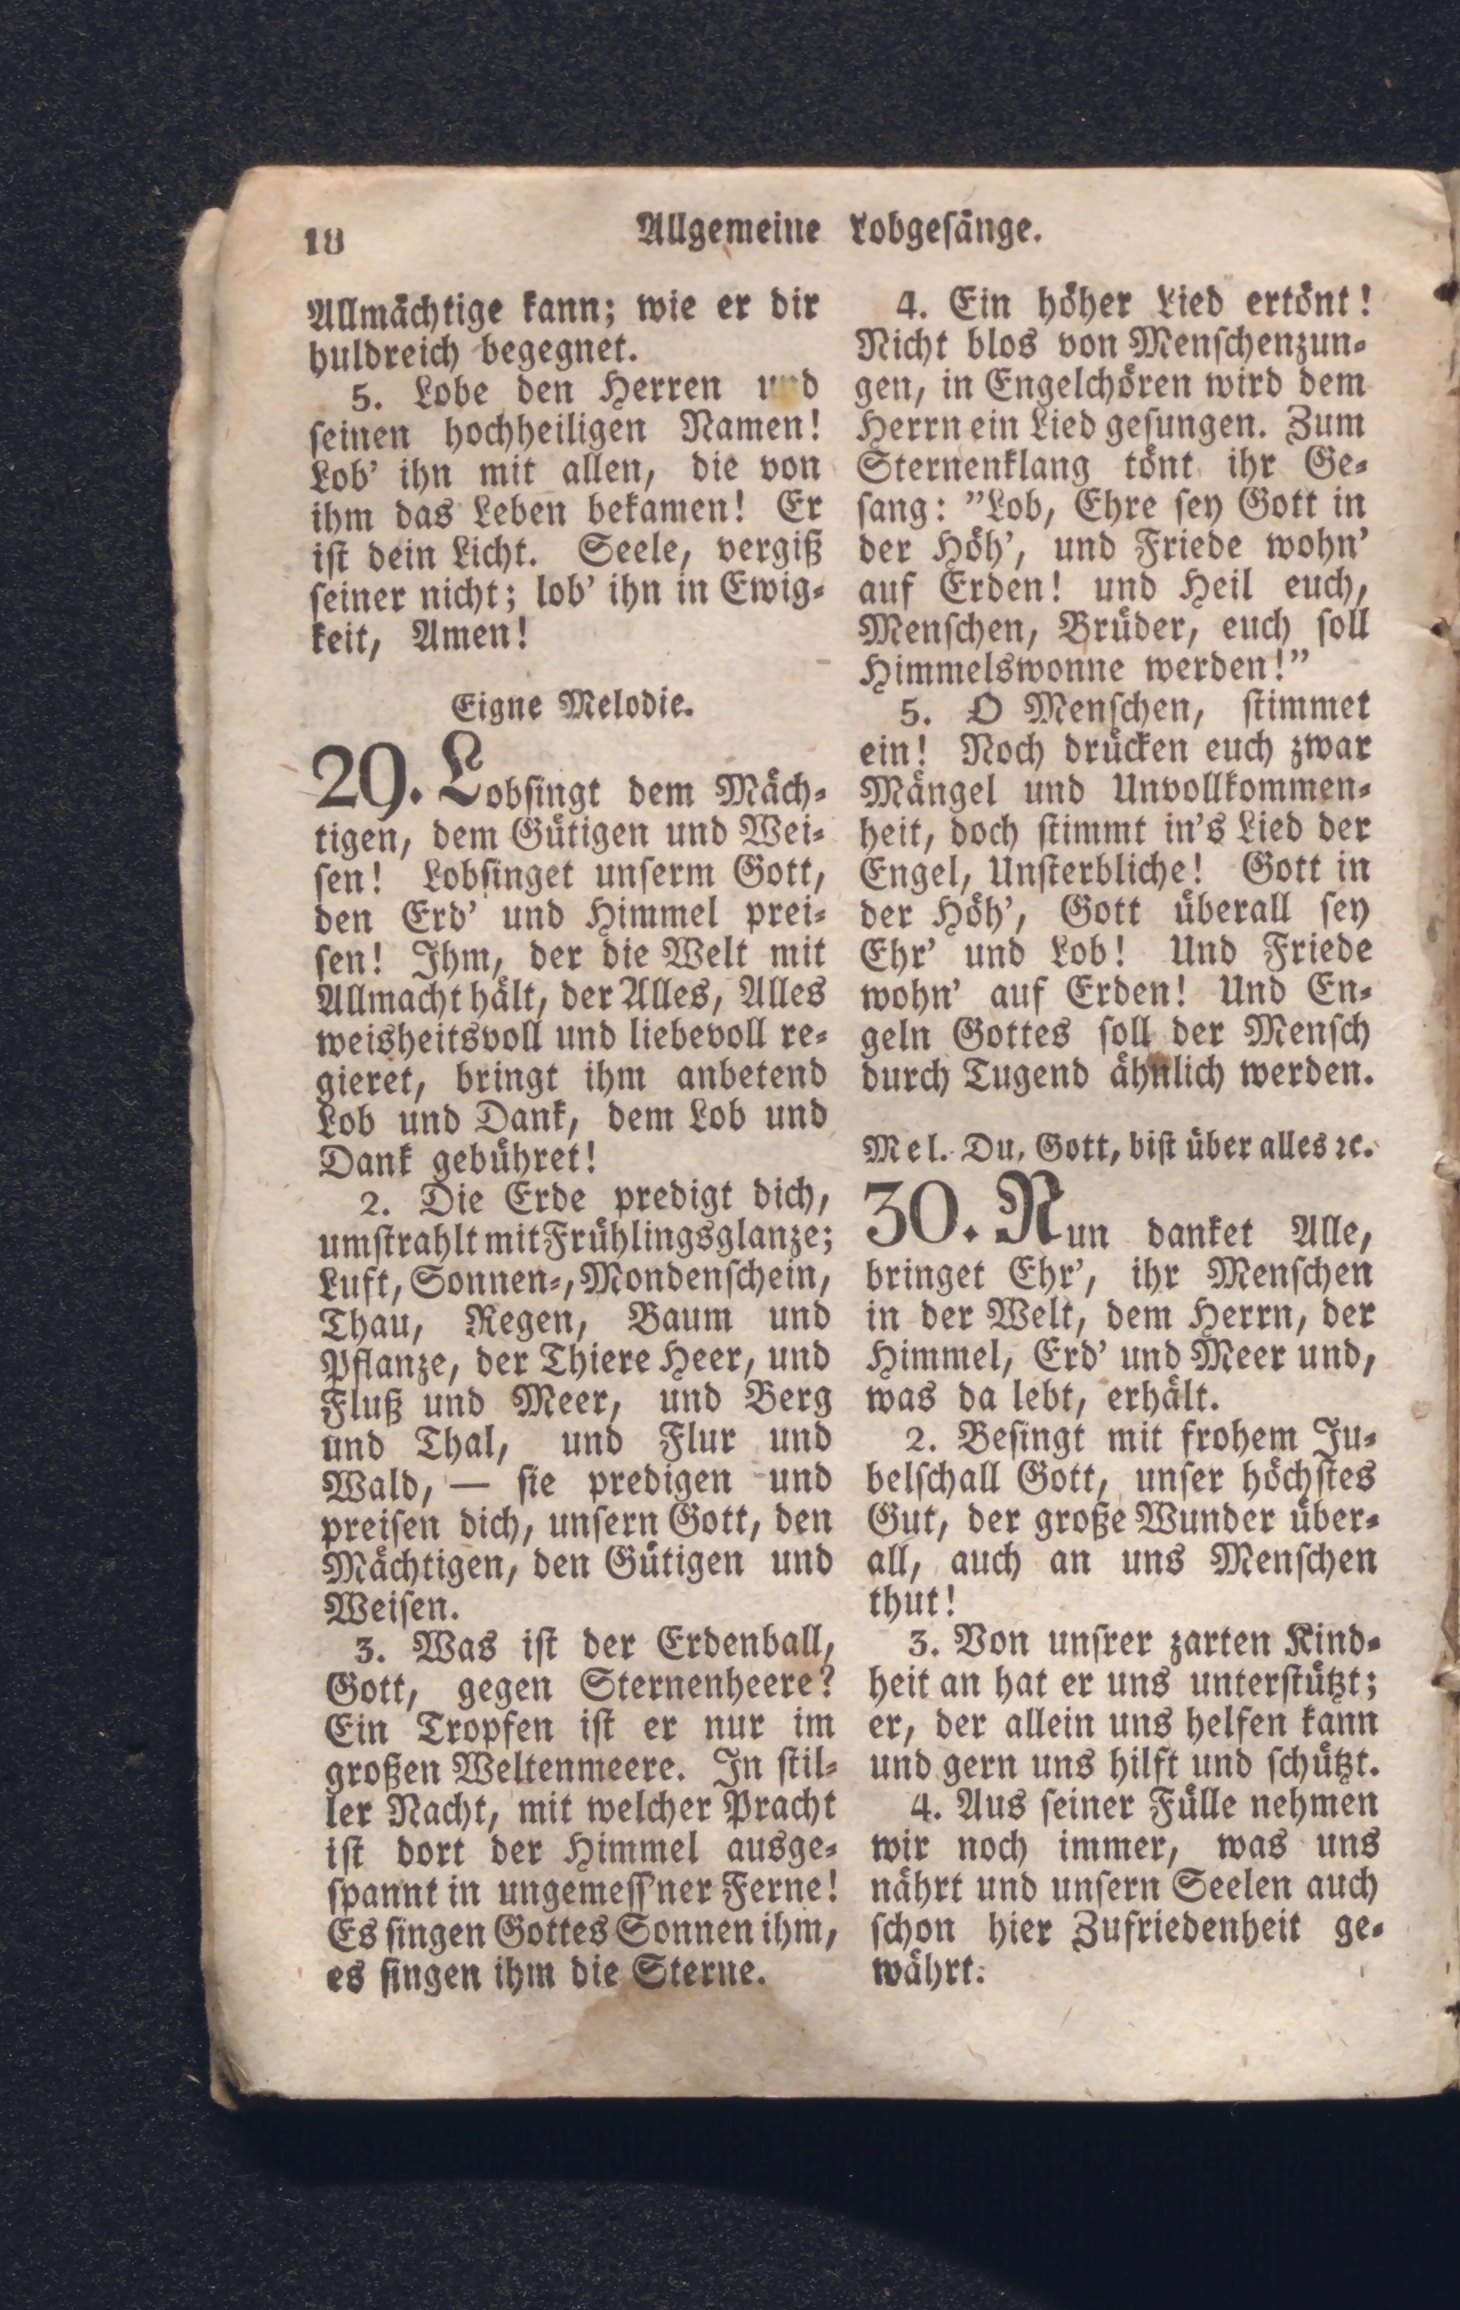 18
Allgemeine Lobgesänge.
Allmächtige kann; wie er dir
huldreich begegnet.
5. Lobe den Herren und
seinen hochheiligen Namen!
Lob' ihn mit allen, die von
ihm das Leben bekamen! Er
ist dein Licht. Seele, vergiß
seiner nicht; lob' ihn in Ewig-
keit, Amen!
Eigne Melodie.
29. Lobsingt dem Mäch-
tigen, dem Gütigen und Wei-
sen! Lobsinget unserm Gott,
den Erd' und Himmel prei-
sen! Ihm, der die Welt mit
Allmacht hält, der Alles, Alles
weisheitsvoll und liebevoll re-
gieret, bringt ihm anbetend
Lob und Dank, dem Lob und
Dank gebühret!
2. Die Erde predigt dich,
umstrahlt mit Frühlingsglanze;
Luft, Sonnen-, Mondenschein,
Thau, Regen, Baum und
Pflanze, der Thiere Heer, und
Fluß und Meer, und Berg
und Thal, und Flur und
Wald, — sie predigen und
preisen dich, unsern Gott, den
Mächtigen, den Gütigen und
Weisen.
3. Was ist der Erdenball,
Gott, gegen Sternenheere?
Ein Tropfen ist er nur im
großen Weltenmeere. In stil-
ler Nacht, mit welcher Pracht
ist dort der Himmel ausge-
spannt in ungemess'ner Ferne!
Es singen Gottes Sonnen ihm,
es singen ihm die Sterne.
4. Ein höher Lied ertönt!
Nicht blos von Menschenzun-
gen, in Engelchören wird dem
Herrn ein Lied gesungen. Zum
Sternenklang tönt ihr Ge-
sang: "Lob, Ehre sey Gott in
der Höh', und Friede wohn'
auf Erden! und Heil euch,
Menschen, Brüder, euch soll
Himmelswonne werden!"
5. O Menschen, stimmet
ein! Noch drücken euch zwar
Mängel und Unvollkommen-
heit, doch stimmt in's Lied der
Engel, Unsterbliche! Gott in
der Höh', Gott überall sey
Ehr' und Lob! Und Friede
wohn' auf Erden! Und En-
geln Gottes soll der Mensch
durch Tugend ähnlich werden.
Mel. Du, Gott, bist über alles ꝛc.
30. Nun danket Alle,
bringet Ehr', ihr Menschen
in der Welt, dem Herrn, der
Himmel, Erd' und Meer und,
was da lebt, erhält.
2. Besingt mit frohem Ju-
belschall Gott, unser höchstes
Gut, der große Wunder über-
all, auch an uns Menschen
thut!
3. Von unsrer zarten Kind-
heit an hat er uns unterstützt;
er, der allein uns helfen kann
und gern uns hilft und schützt.
4. Aus seiner Fülle nehmen
wir noch immer, was uns
nährt und unsern Seelen auch
schon hier Zufriedenheit ge-
währt.